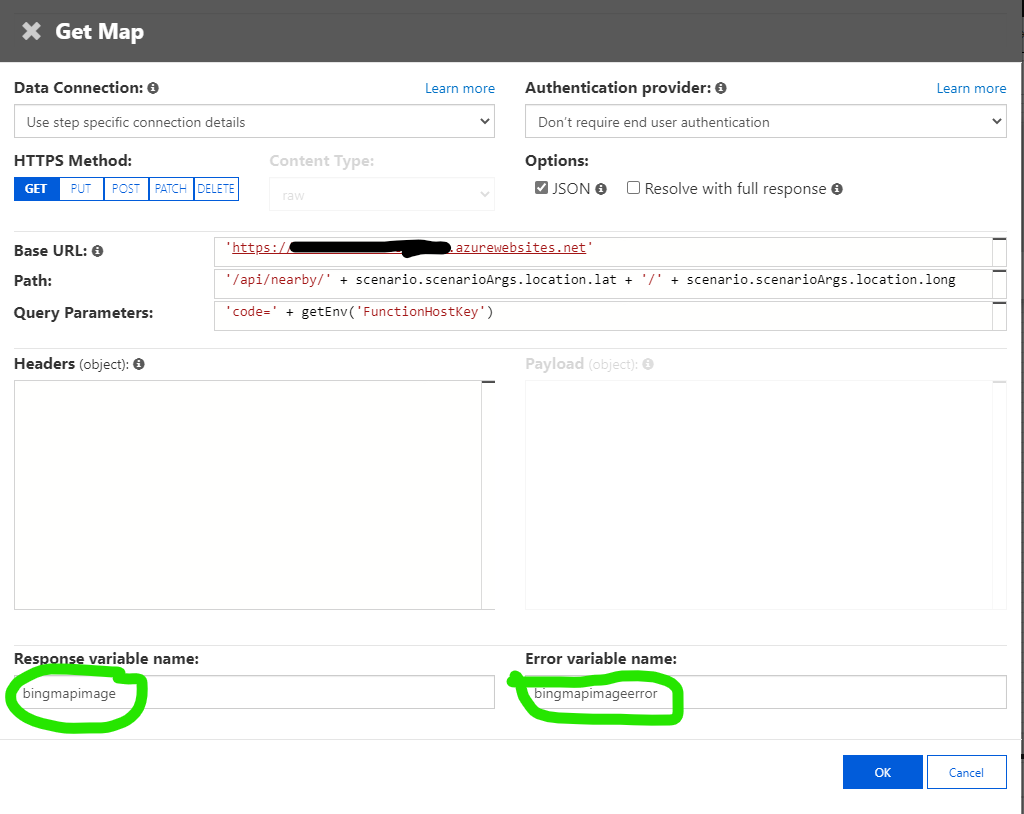 Get Map
Data Connection: Learn more Authentication provider: Learn more
Use step specific connection details Don't require end user authentication
HTTPS Method: Content Type: Options:
GET PUT POST PATCH DELETE raw JSON Resolve with full response
Base URL: 'https:/ .azurewebsites.net'
Path: '/api/nearby/' + scenario.scenarioArgs.location.lat + '/' + scenario.scenarioArgs.location.long
Query Parameters: 'code=' + getEnv('FunctionHostKey')
Headers (object): Payload (object):
Response variable name: Error variable name:
bingmapimage bingmapimageerror
OK Cancel